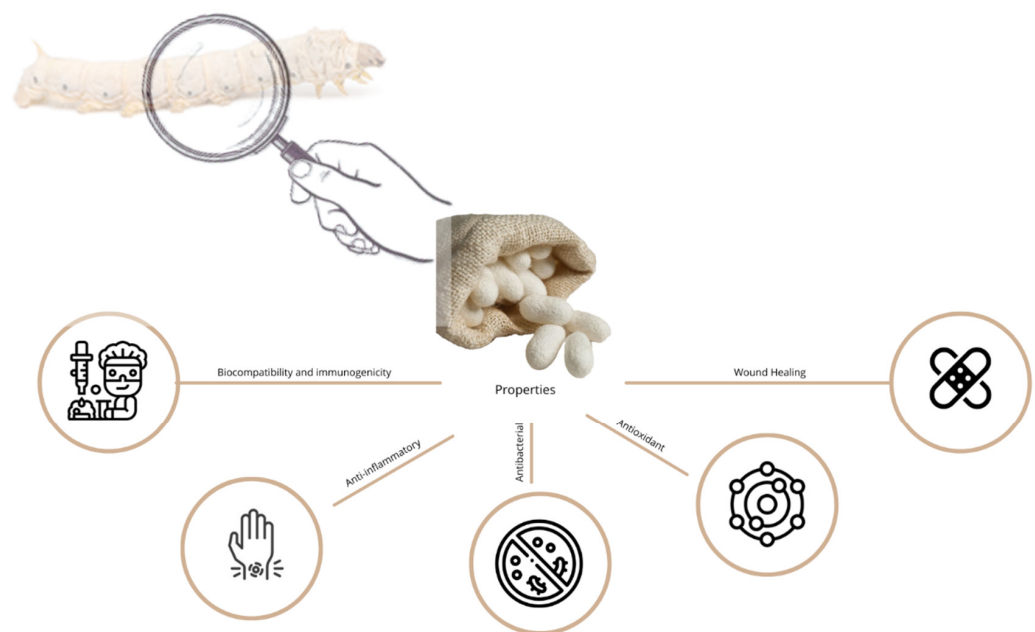 Biocompatibility and immunogenicity
Wound Healing
Properties
Anti-inflammatory
Antibacterial
Antioxidant